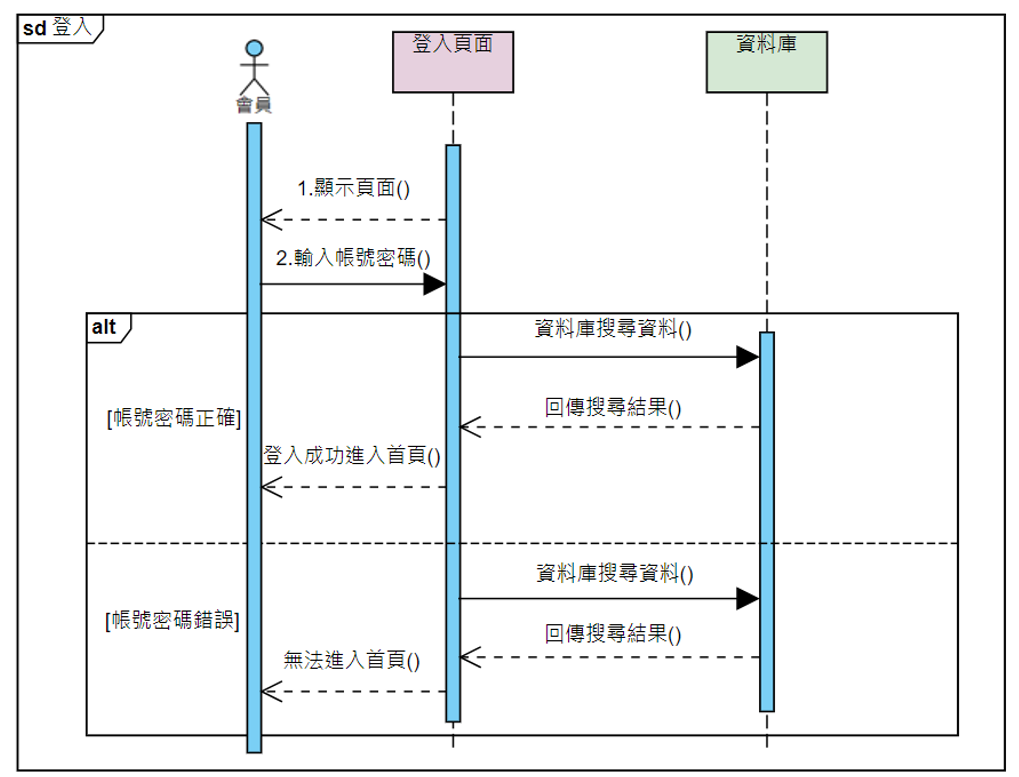 sd 登入
會員
登入頁面
資料庫
1.顯示頁面()
2.輸入帳號密碼()
alt
資料庫搜尋資料()
[帳號密碼正確]
回傳搜尋結果()
登入成功進入首頁()
資料庫搜尋資料()
[帳號密碼錯誤]
回傳搜尋結果()
無法進入首頁()